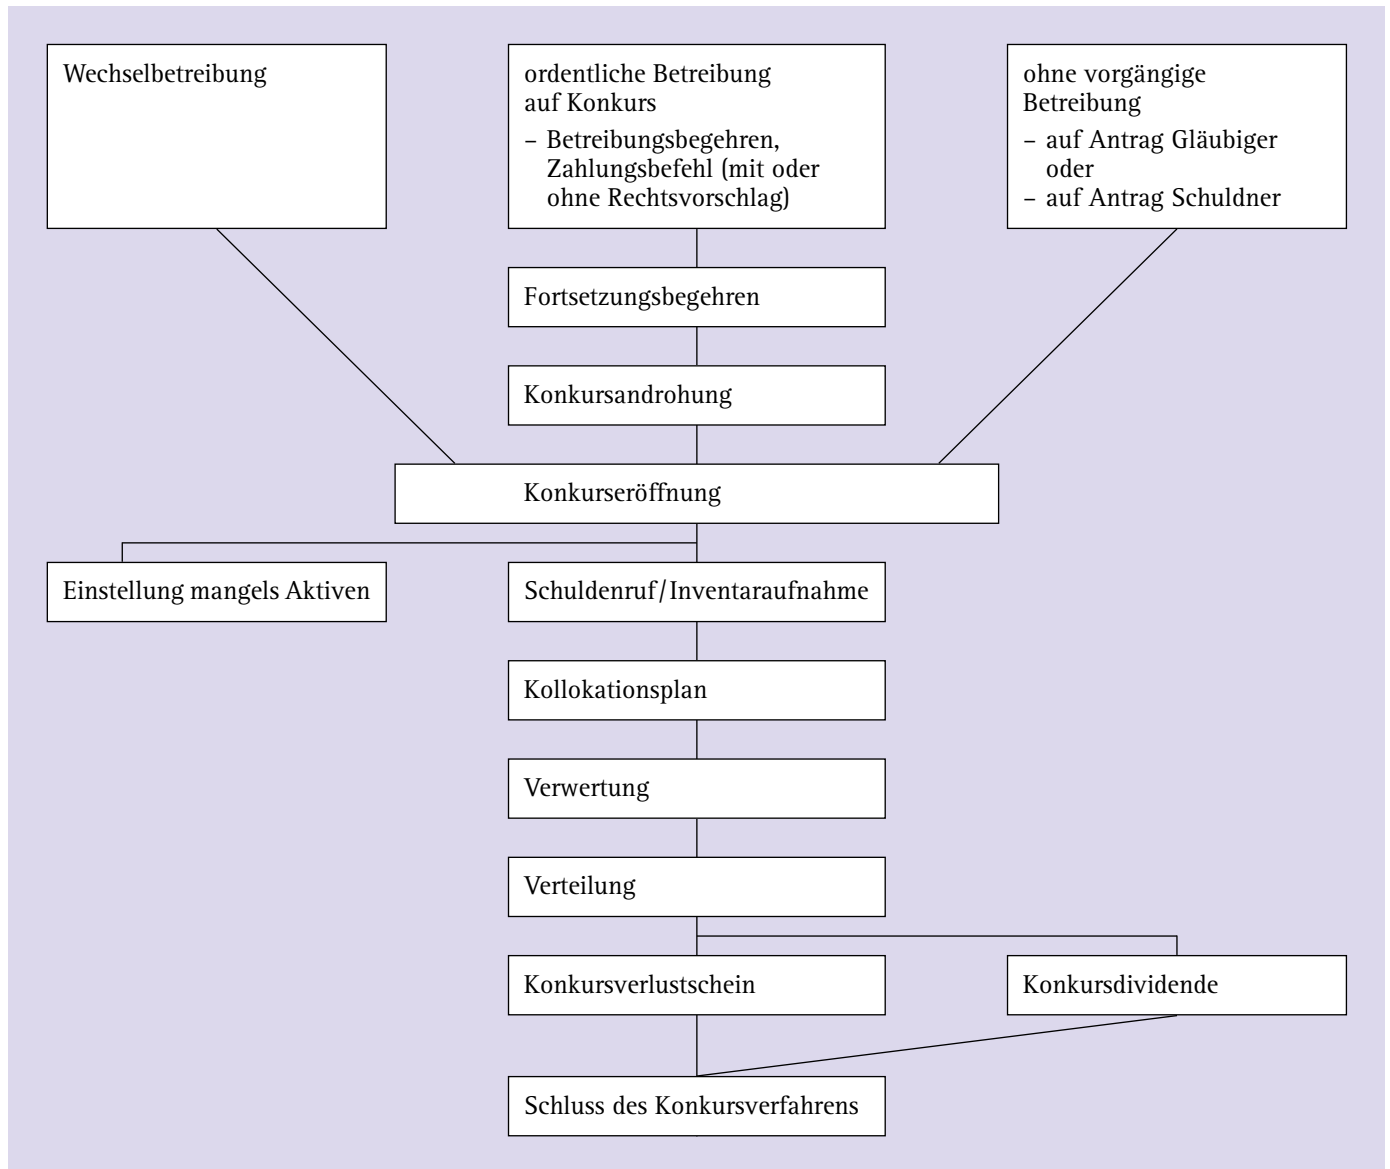 Wechselbetreibung
ordentliche Betreibung
auf Konkurs
– Betreibungsbegehren,
Zahlungsbefehl (mit oder
ohne Rechtsvorschlag)
ohne vorgängige
Betreibung
– auf Antrag Gläubiger
oder
– auf Antrag Schuldner
Fortsetzungsbegehren
Konkursandrohung
Konkurseröffnung
Einstellung mangels Aktiven
Schuldenruf/Inventaraufnahme
Kollokationsplan
Verwertung
Verteilung
Konkursverlustschein
Konkursdividende
Schluss des Konkursverfahrens